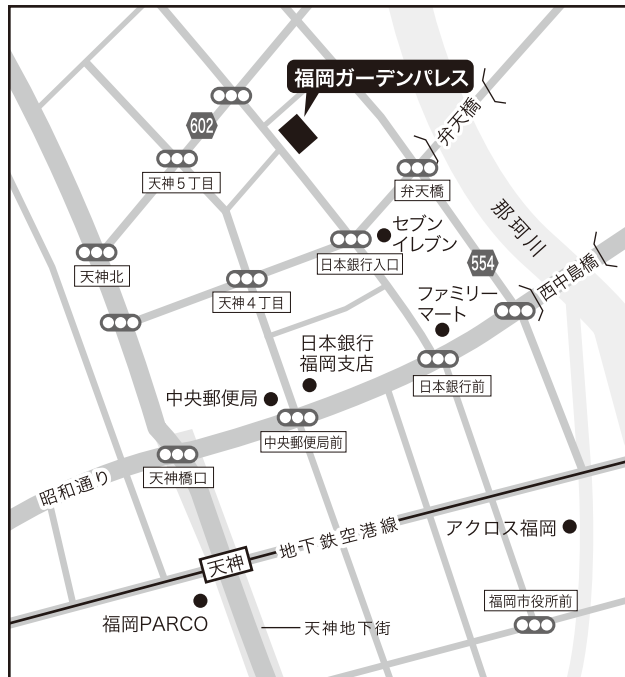 福岡ガーデンパレス
602
弁天橋
天神5丁目
弁天橋
那珂川
セブン
イレブン
日本銀行入口
天神北
554
西中島橋
天神4丁目
ファミリー
マート
日本銀行
福岡支店
日本銀行前
中央郵便局
中央郵便局前
天神橋口
昭和通り
地下鉄空港線
アクロス福岡
天神
福岡市役所前
福岡PARCO
天神地下街